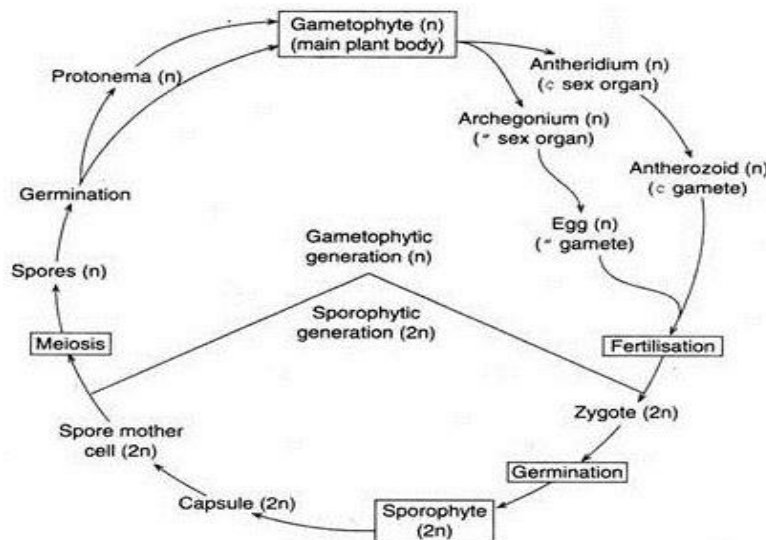 Gametophyte (n)
(main plant body)
Antheridium (n)
(¢ sex organ)
Archegonium (n)
(" sex organ)
Antherozoid (n)
(c gamete)
Egg (n)
(" gamete)
Protonema (n)
Germination
Spores (n)
Meiosis
Gametophytic
generation (n)
Sporophytic
generation (2n)
Fertilisation
Zygote (2n)
Germination
Sporophyte
(2n)
Capsule (2n)
Spore mother
cell (2n)